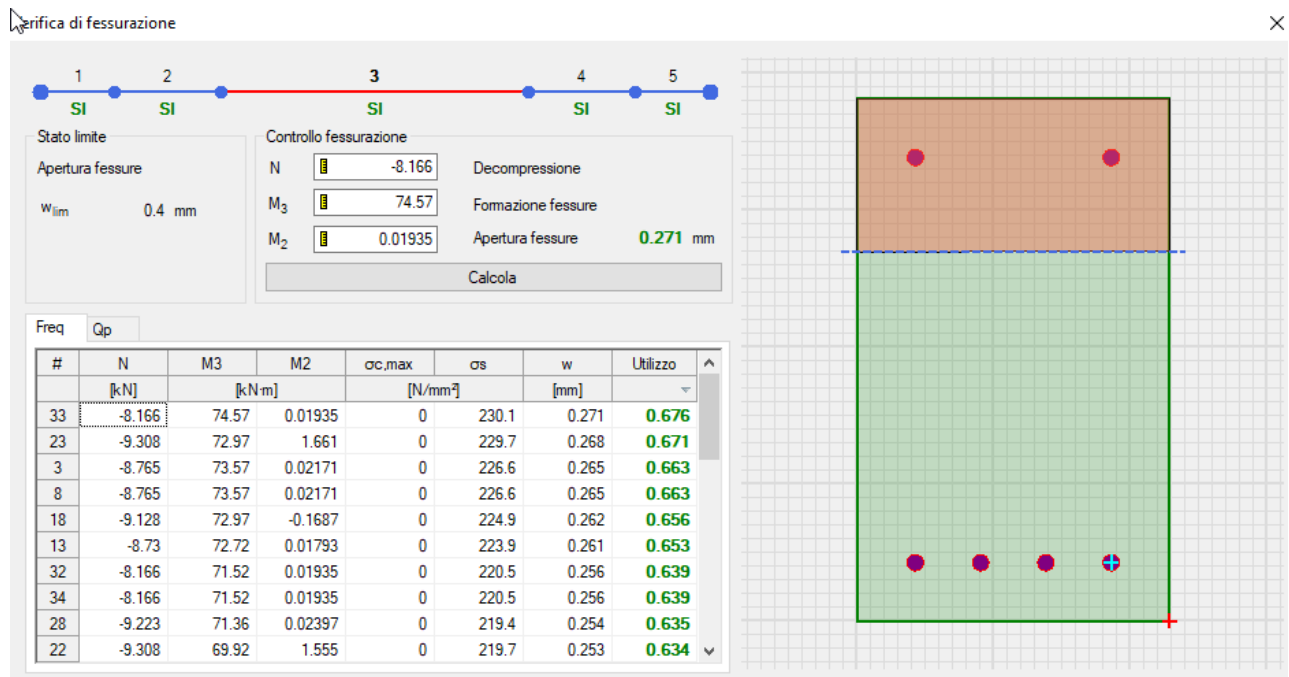 erifica di fessurazione
1 2 3 4 5
SI SI SI SI SI
Stato limite
Controllo fessurazione
Apertura fessure
N -8.166 Decompressione
wlim 0.4 mm
M3 74.57 Formazione fessure
M2 0.01935 Apertura fessure 0.271 mm
Calcola
Freq Qp
# N M3 M2 σc,max σs w Utilizzo
[kN] [kN·m] [N/mm²] [mm]
33 -8.166 74.57 0.01935 0 230.1 0.271 0.676
23 -9.308 72.97 1.661 0 229.7 0.268 0.671
3 -8.765 73.57 0.02171 0 226.6 0.265 0.663
8 -8.765 73.57 0.02171 0 226.6 0.265 0.663
18 -9.128 72.97 -0.1687 0 224.9 0.262 0.656
13 -8.73 72.72 0.01793 0 223.9 0.261 0.653
32 -8.166 71.52 0.01935 0 220.5 0.256 0.639
34 -8.166 71.52 0.01935 0 220.5 0.256 0.639
28 -9.223 71.36 0.02397 0 219.4 0.254 0.635
22 -9.308 69.92 1.555 0 219.7 0.253 0.634